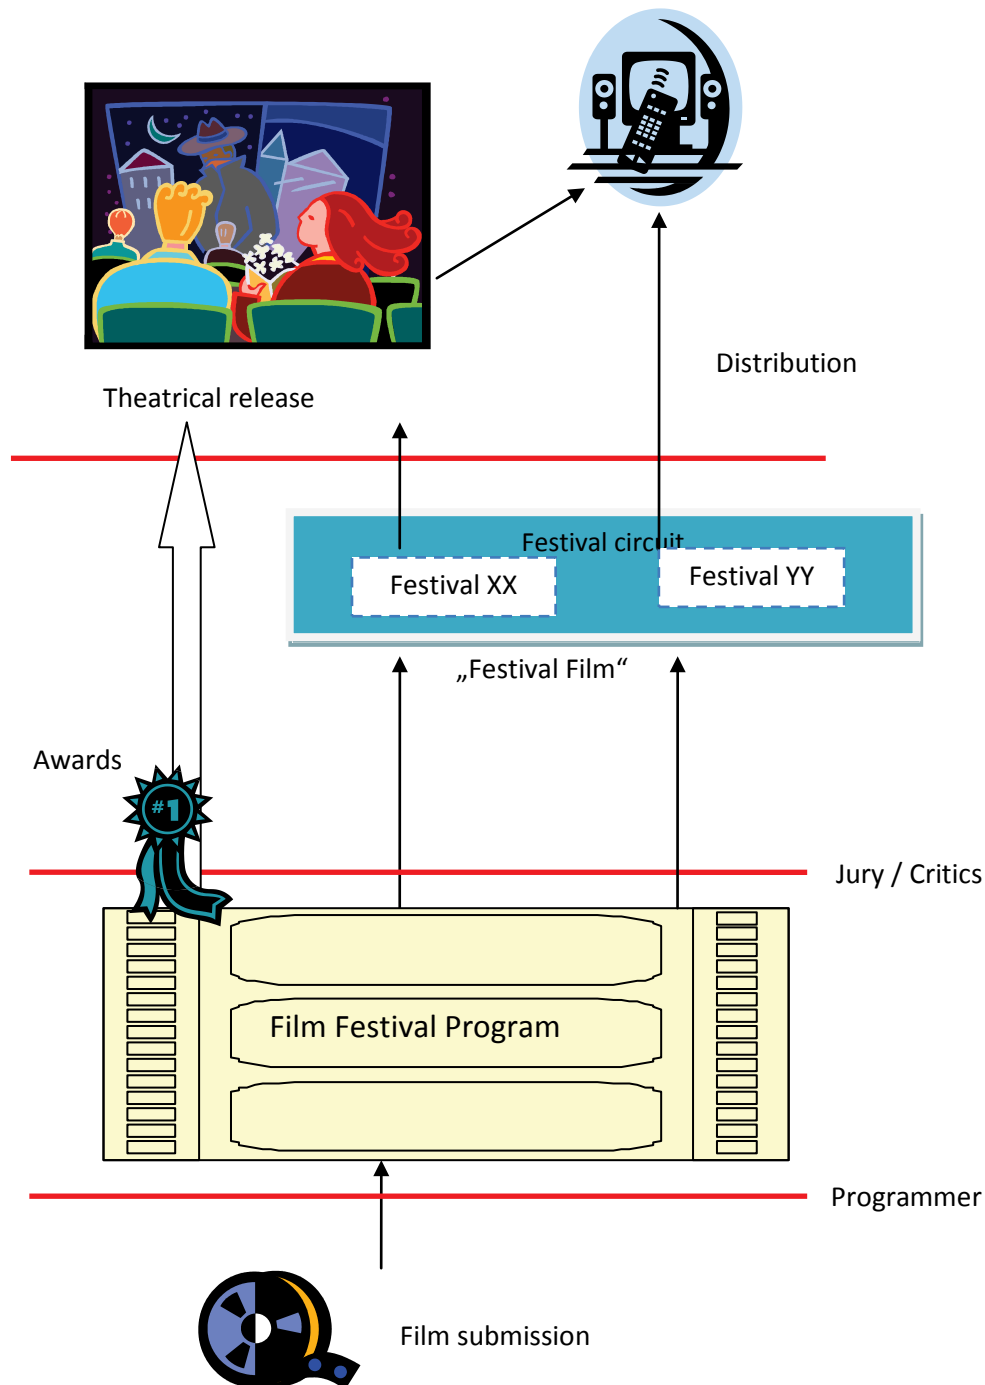 Distribution
Theatrical release
Festival circuit
Festival XX
Festival YY
„Festival Film“
Awards
#1
Jury / Critics
Film Festival Program
Programmer
Film submission